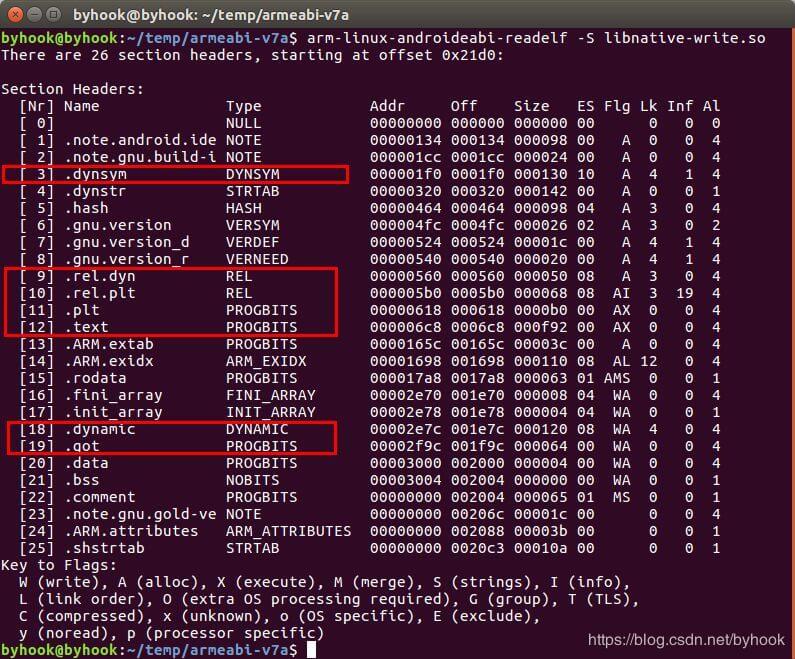 byhook@byhook: ~/temp/armeabi-v7a
byhook@byhook:~/temp/armeabi-v7a$ arm-linux-androideabi-readelf -S libnative-write.so
There are 26 section headers, starting at offset 0x21d0:

Section Headers:
  [Nr] Name              Type            Addr     Off    Size   ES Flg Lk Inf Al
  [ 0]                   NULL            00000000 000000 000000 00      0   0  0
  [ 1] .note.android.ide NOTE            00000134 000134 000098 00   A  0   0  4
  [ 2] .note.gnu.build-i NOTE            000001cc 0001cc 000024 00   A  0   0  4
  [ 3] .dynsym           DYNSYM          000001f0 0001f0 000130 10   A  4   1  4
  [ 4] .dynstr           STRTAB          00000320 000320 000142 00   A  0   0  1
  [ 5] .hash             HASH            00000464 000464 000098 04   A  3   0  4
  [ 6] .gnu.version      VERSYM          000004fc 0004fc 000026 02   A  3   0  2
  [ 7] .gnu.version_d    VERDEF          00000524 000524 00001c 00   A  4   1  4
  [ 8] .gnu.version_r    VERNEED         00000540 000540 000020 00   A  4   1  4
  [ 9] .rel.dyn          REL             00000560 000560 000050 08   A  3   0  4
  [10] .rel.plt          REL             000005b0 0005b0 000068 08  AI  3  19  4
  [11] .plt              PROGBITS        00000618 000618 0000b0 00  AX  0   0  4
  [12] .text             PROGBITS        000006c8 0006c8 000f92 00  AX  0   0  4
  [13] .ARM.extab        PROGBITS        0000165c 00165c 00003c 00   A  0   0  4
  [14] .ARM.exidx        ARM_EXIDX       00001698 001698 000110 08  AL 12   0  4
  [15] .rodata           PROGBITS        000017a8 0017a8 000063 01 AMS  0   0  1
  [16] .fini_array       FINI_ARRAY      00002e70 001e70 000008 04  WA  0   0  4
  [17] .init_array       INIT_ARRAY      00002e78 001e78 000004 04  WA  0   0  1
  [18] .dynamic          DYNAMIC         00002e7c 001e7c 000120 08  WA  4   0  4
  [19] .got              PROGBITS        00002f9c 001f9c 000064 00  WA  0   0  4
  [20] .data             PROGBITS        00003000 002000 000004 00  WA  0   0  4
  [21] .bss              NOBITS          00003004 002004 000000 00  WA  0   0  1
  [22] .comment          PROGBITS        00000000 002004 000065 01  MS  0   0  1
  [23] .note.gnu.gold-ve NOTE            00000000 00206c 00001c 00      0   0  4
  [24] .ARM.attributes   ARM_ATTRIBUTES  00000000 002088 00003b 00      0   0  1
  [25] .shstrtab         STRTAB          00000000 0020c3 00010a 00      0   0  1
Key to Flags:
  W (write), A (alloc), X (execute), M (merge), S (strings), I (info),
  L (link order), O (extra OS processing required), G (group), T (TLS),
  C (compressed), x (unknown), o (OS specific), E (exclude),
  y (noread), p (processor specific)
byhook@byhook:~/temp/armeabi-v7a$
https://blog.csdn.net/byhook